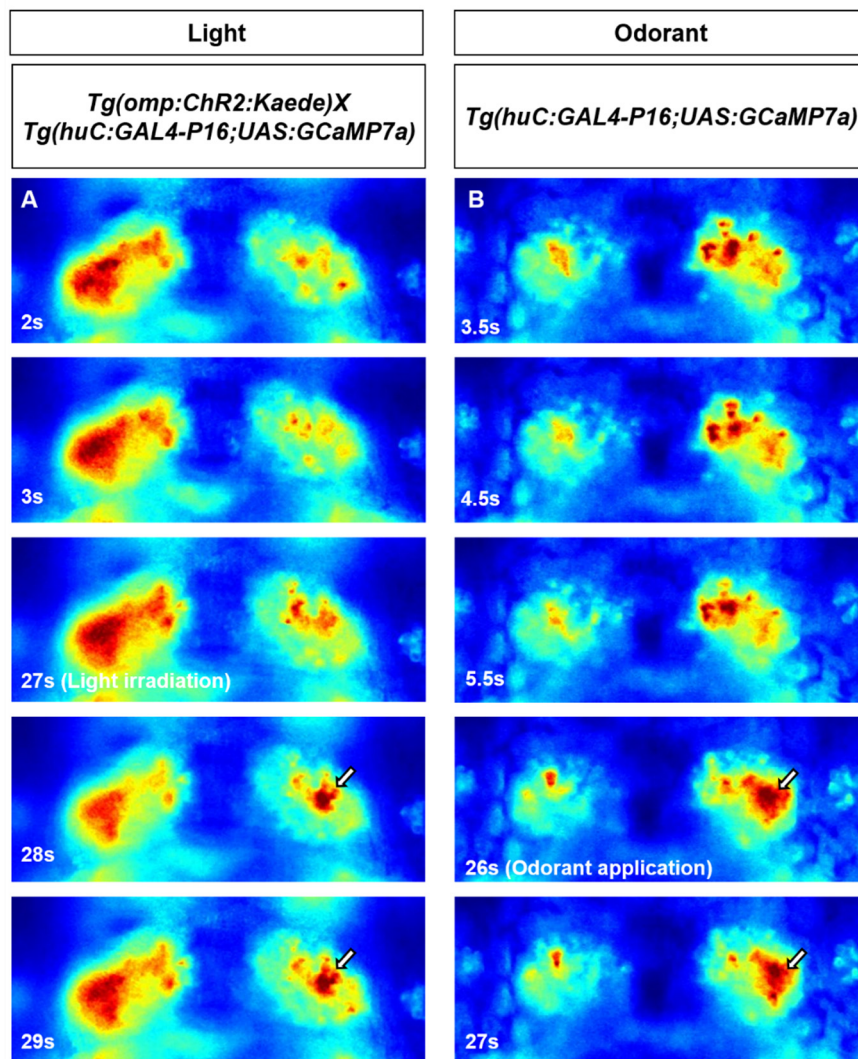 Light
Odorant
Tg(omp:ChR2:Kaede)X
Tg(huC:GAL4-P16;UAS:GCaMP7a)
Tg(huC:GAL4-P16;UAS:GCaMP7a)
A
2s
3s
27s (Light irradiation)
28s
29s
B
3.5s
4.5s
5.5s
26s (Odorant application)
27s